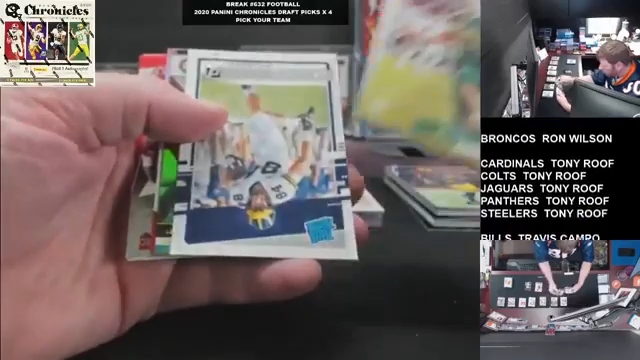 Chronicles
BREAK #632 FOOTBALL
2020 PANINI CHRONICLES DRAFT PICKS X 4
PICK YOUR TEAM
BRONCOS RON WILSON
CARDINALS TONY ROOF
COLTS TONY ROOF
JAGUARS TONY ROOF
PANTHERS TONY ROOF
STEELERS TONY ROOF
BILLS TRAVIS CAMPO
84